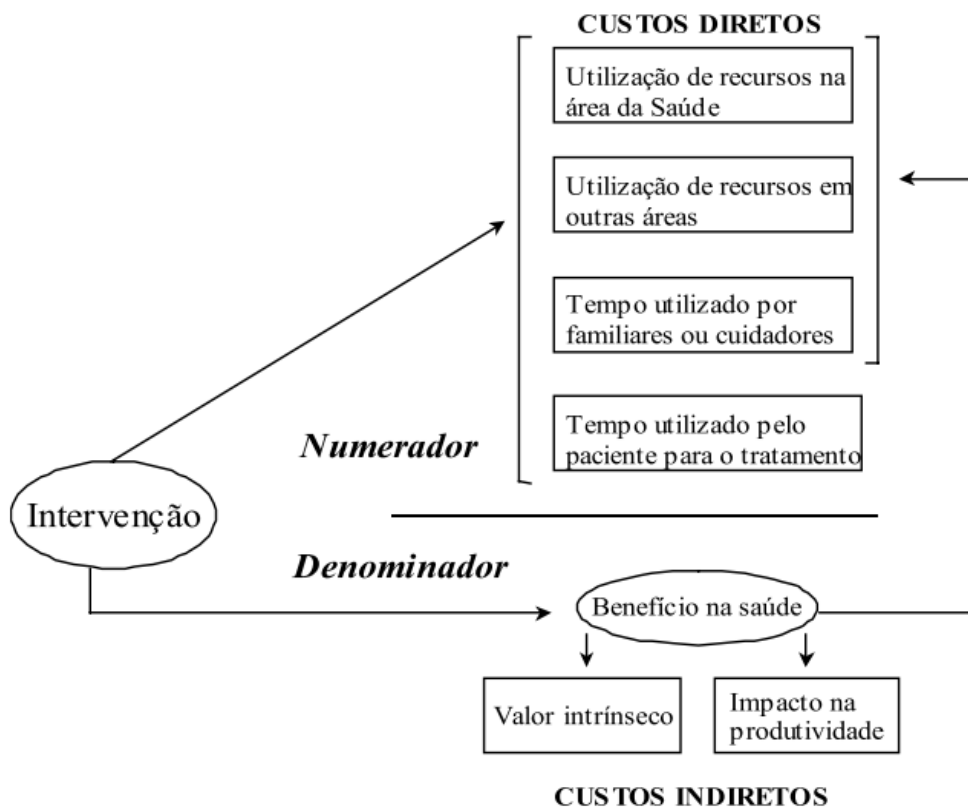 CUSTOS DIRETOS
Utilização de recursos na
área da Saúde
Utilização de recursos em
outras áreas
Tempo utilizado por
familiares ou cuidadores
Tempo utilizado pelo
paciente para o tratamento
Numerador
Intervenção
Denominador
Benefício na saúde
Valor intrínseco
Impacto na
produtividade
CUSTOS INDIRETOS